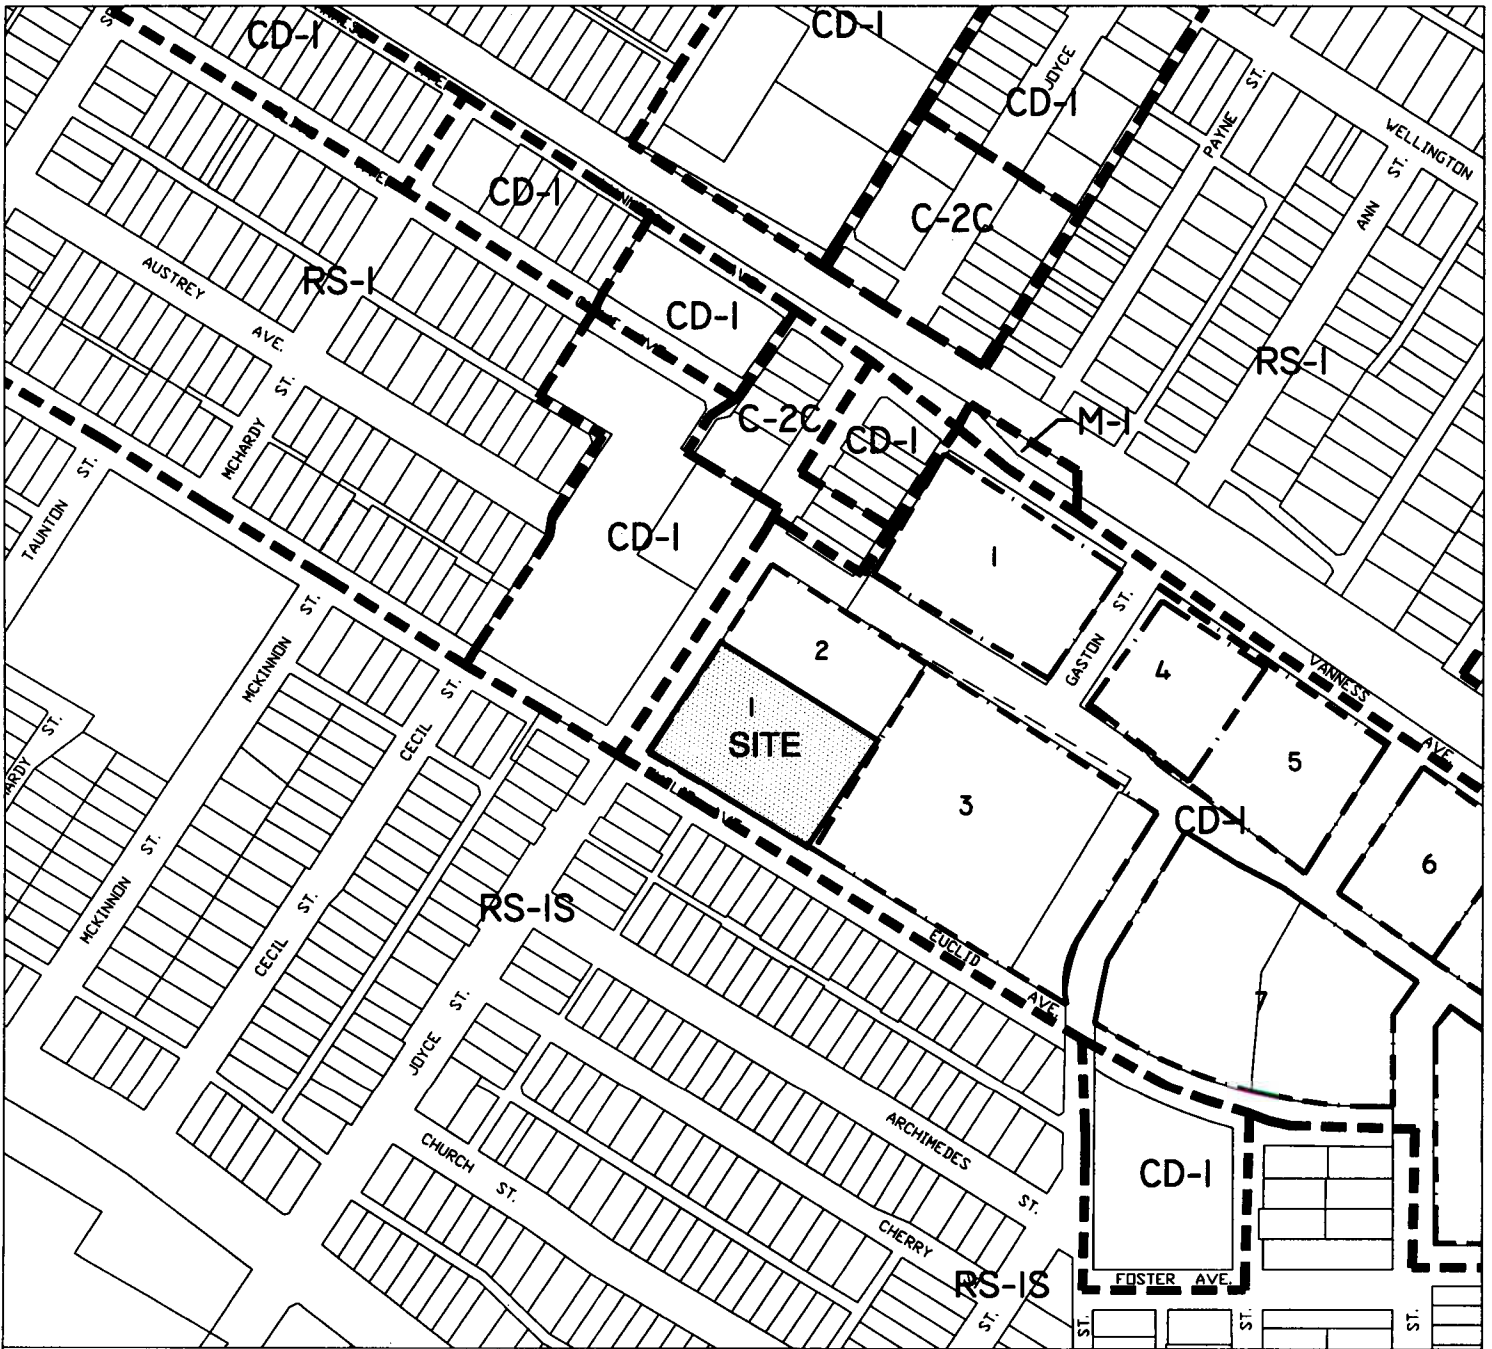 CD-1
CD-1
JOYCE
CD-1
ST.
PAYNE
WELLINGTON
ST.
ANN
CD-1
C-2C
AUSTREY
AVE.
RS-1
CD-1
RS-1
ST.
MCHARDY
C-2C
CD-1
M-1
ST.
TAUNTON
CD-1
1
ST.
MCKINNON
ST.
GASTON
2
4
VANNESS
AVE.
1
SITE
ST.
CECIL
ST.
3
5
CD-1
6
ST.
MCKINNON
RS-1S
ST.
CECIL
EUCLID
AVE.
7
ST.
JOYCE
ARCHIMEDES
ST.
CHURCH
ST.
CD-1
CHERRY
ST.
RS-1S
FOSTER AVE.
ST.
ST.
ST.